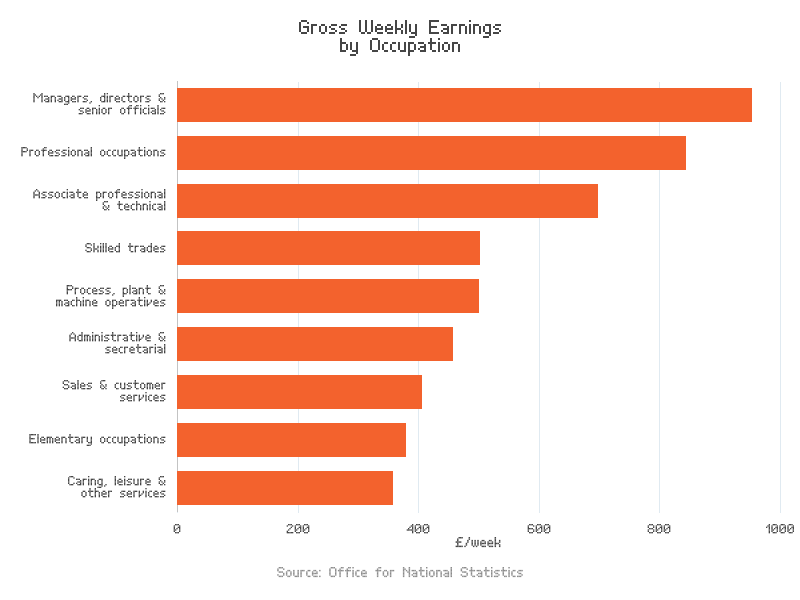 Gross Weekly Earnings
by Occupation
Managers, directors &
senior officials
Professional occupations
Associate professional
& technical
Skilled trades
Process, plant &
machine operatives
Administrative &
secretarial
Sales & customer
services
Elementary occupations
Caring, leisure &
other services
0 200 400 600 800 1000
£/week
Source: Office for National Statistics